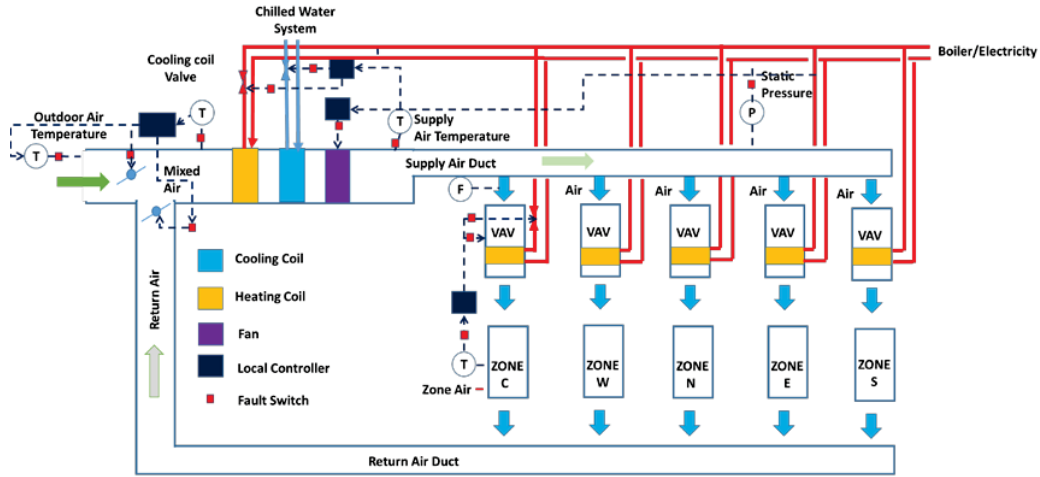 Chilled Water
System
Boiler/Electricity
Cooling coil
Valve
Static
Pressure
Outdoor Air
Temperature
T
T
T
P
Supply
Air Temperature
Supply Air Duct
Mixed
Air
F
Air
Air
Air
Air
VAV
VAV
VAV
VAV
VAV
Cooling Coil
Heating Coil
Fan
Local Controller
Fault Switch
Return Air
T
Zone Air
ZONE
C
ZONE
W
ZONE
N
ZONE
E
ZONE
S
Return Air Duct